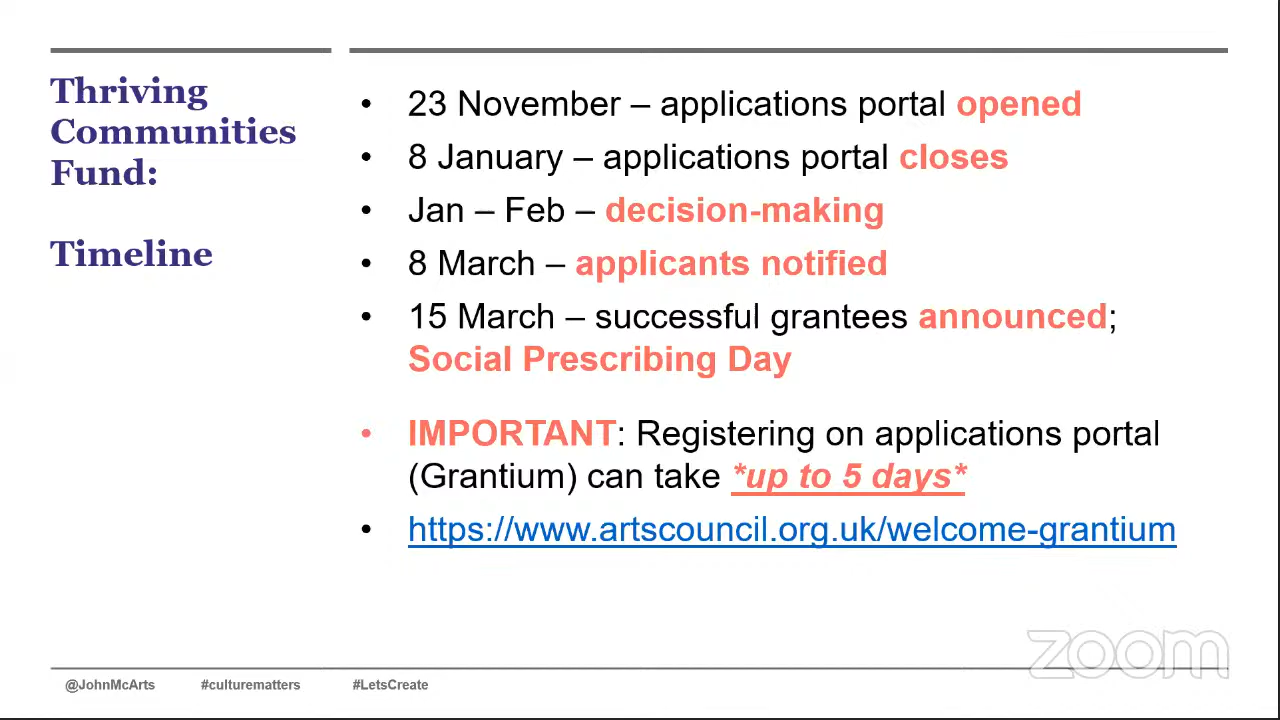 Thriving
Communities
Fund:
Timeline
• 23 November – applications portal opened
• 8 January – applications portal closes
• Jan – Feb – decision-making
• 8 March – applicants notified
• 15 March – successful grantees announced;
Social Prescribing Day
• IMPORTANT: Registering on applications portal
(Grantium) can take *up to 5 days*
• https://www.artscouncil.org.uk/welcome-grantium
zoom
@JohnMcArts #culturematters #LetsCreate